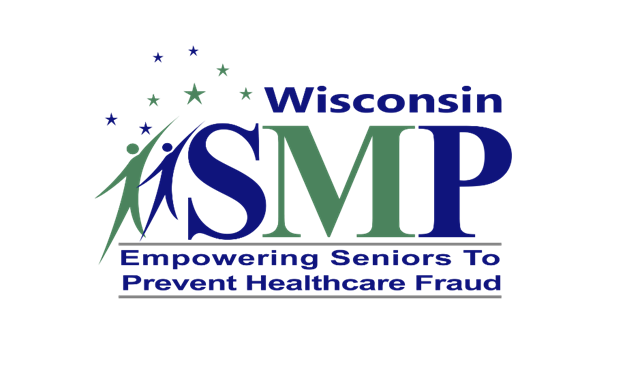 Wisconsin
SMP
Empowering Seniors To
Prevent Healthcare Fraud